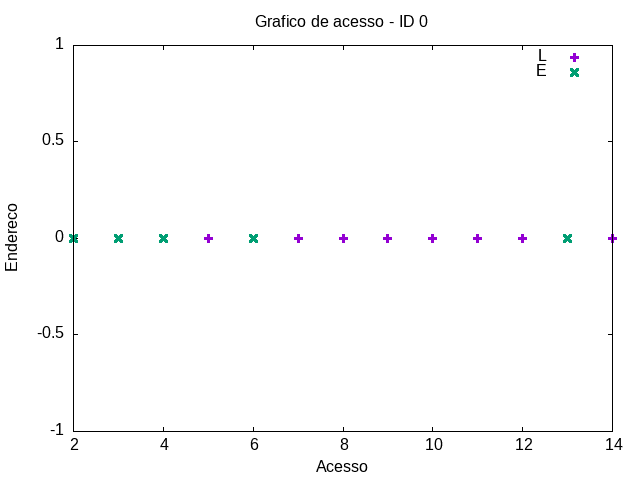 Grafico de acesso - ID 0
1
L
E
0.5
Endereco
0
-0.5
-1
2 4 6 8 10 12 14
Acesso